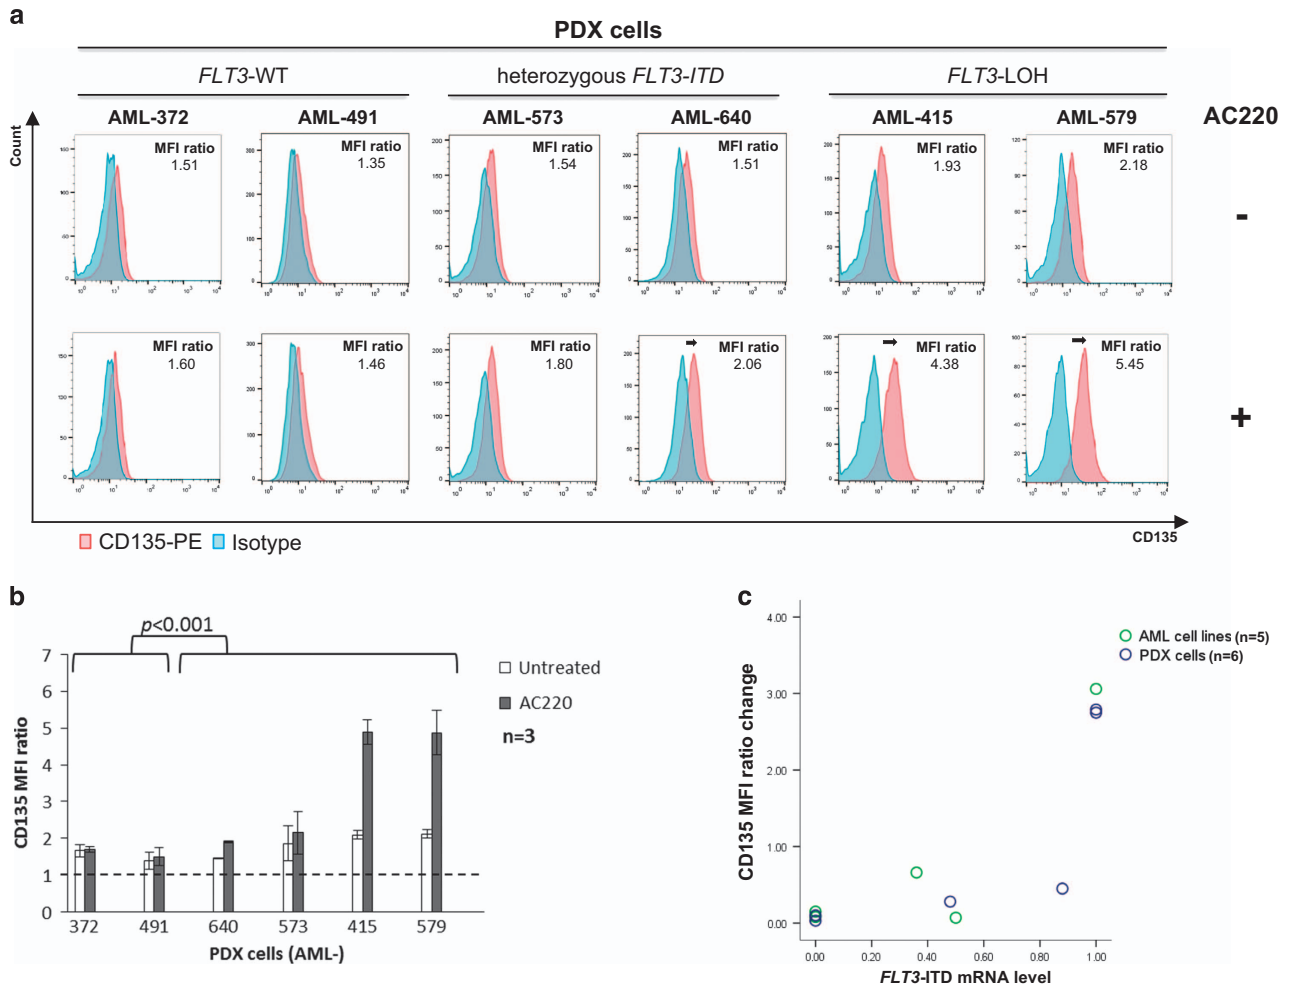 a
PDX cells
FLT3-WT
heterozygous FLT3-ITD
FLT3-LOH
AML-372
AML-491
AML-573
AML-640
AML-415
AML-579
AC220
Count
MFI ratio
1.51
MFI ratio
1.35
MFI ratio
1.54
MFI ratio
1.51
MFI ratio
1.93
MFI ratio
2.18
-
MFI ratio
1.60
MFI ratio
1.46
MFI ratio
1.80
MFI ratio
2.06
MFI ratio
4.38
MFI ratio
5.45
+
CD135
CD135-PE
Isotype
b
p<0.001
Untreated
AC220
n=3
CD135 MFI ratio
7
6
5
4
3
2
1
0
372 491 640 573 415 579
PDX cells (AML-)
c
AML cell lines (n=5)
PDX cells (n=6)
CD135 MFI ratio change
4.00
3.00
2.00
1.00
0.00
0.00 0.20 0.40 0.60 0.80 1.00
FLT3-ITD mRNA level